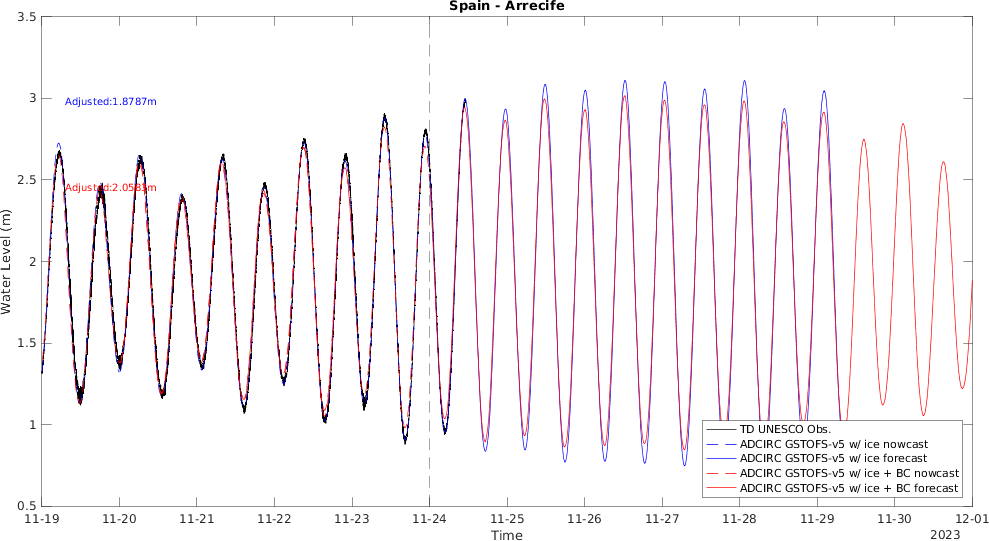 Spain - Arrecife
3.5
3
2.5
2
1.5
1
0.5
Water Level (m)
Adjusted:1.8787m
TD UNESCO Obs.
ADCIRC GSTOFS-v5 w/ ice nowcast
ADCIRC GSTOFS-v5 w/ ice forecast
ADCIRC GSTOFS-v5 w/ ice + BC nowcast
ADCIRC GSTOFS-v5 w/ ice + BC forecast
11-19 11-20 11-21 11-22 11-23 11-24 11-25 11-26 11-27 11-28 11-29 11-30 12-01
Time
2023